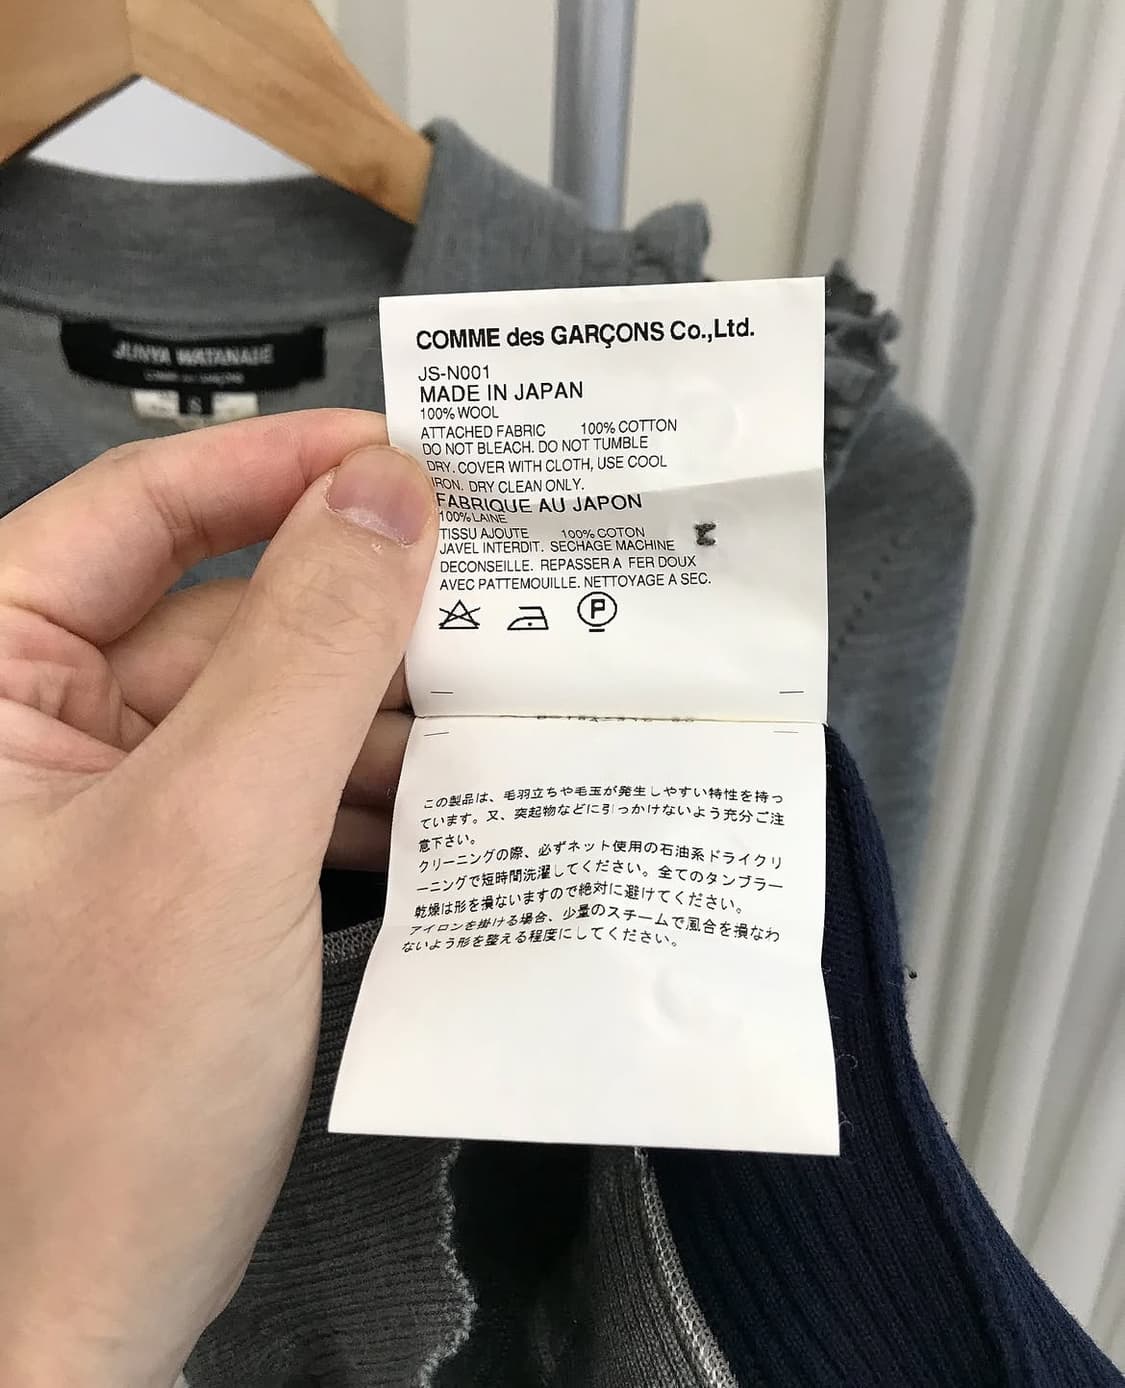 JUNYA WATANABE
S
COMME des GARÇONS Co.,Ltd.
JS-N001
MADE IN JAPAN
100% WOOL
ATTACHED FABRIC 100% COTTON
DO NOT BLEACH. DO NOT TUMBLE
DRY. COVER WITH CLOTH, USE COOL
IRON. DRY CLEAN ONLY.
FABRIQUE AU JAPON
100% LAINE
TISSU AJOUTE 100% COTON
JAVEL INTERDIT. SECHAGE MACHINE
DECONSEILLE. REPASSER A FER DOUX
AVEC PATTEMOUILLE. NETTOYAGE A SEC.
P
この製品は、毛羽立ちや毛玉が発生しやすい特性を持っ
ています。又、突起物などに引っかけないよう充分ご注
意下さい。
クリーニングの際、必ずネット使用の石油系ドライクリ
ーニングで短時間洗濯してください。全てのタンブラー
乾燥は形を損ないますので絶対に避けてください。
アイロンを掛ける場合、少量のスチームで風合を損なわ
ないよう形を整える程度にしてください。